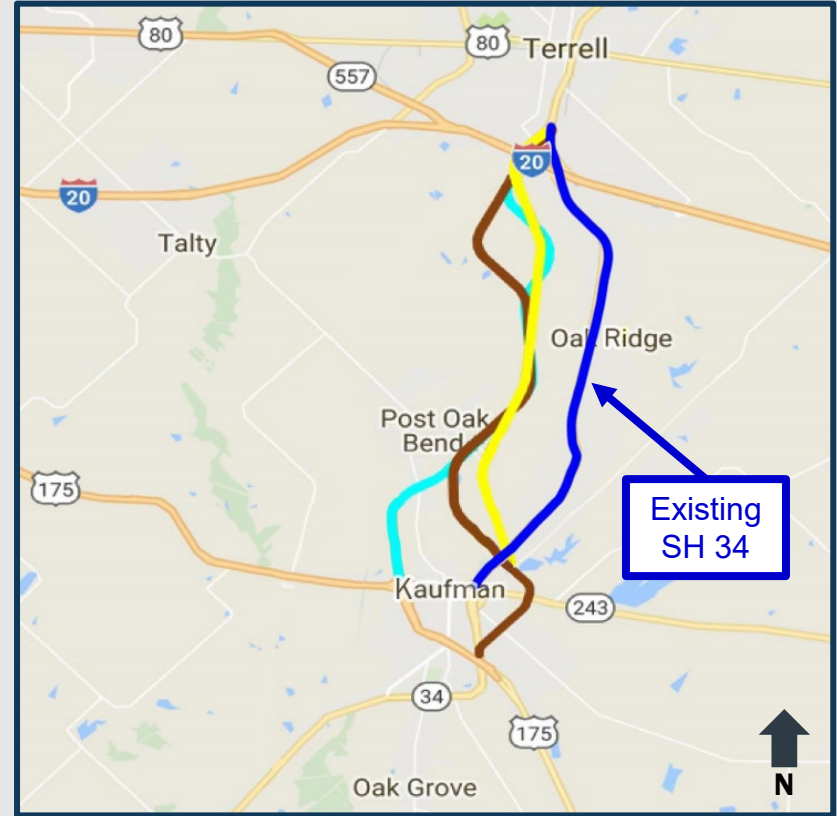 80
80
Terrell
557
20
20
Talty
Oak Ridge
Post Oak
Bend
175
Existing
SH 34
Kaufman
243
34
175
N
Oak Grove